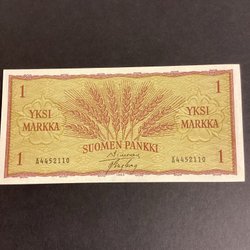 1 1
YKSI MARKKA YKSI MARKKA
SUOMEN PANKKI
1 1
A4452110 A4452110